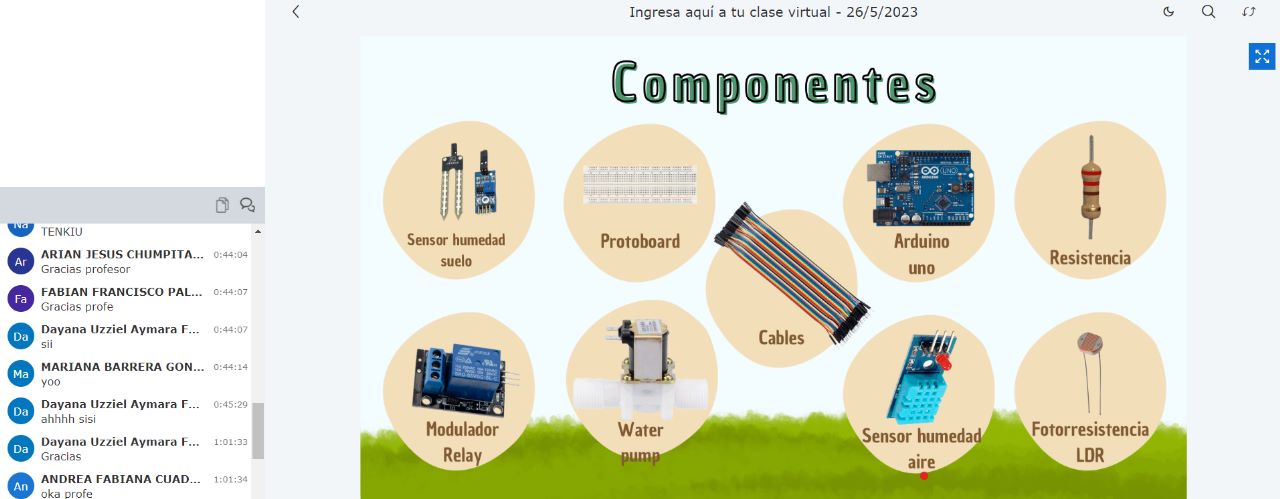 Ingresa aquí a tu clase virtual - 26/5/2023
Na
TENKIU
Ar
ARIAN JESUS CHUMPITA... 0:44:04
Gracias profesor
Fa
FABIAN FRANCISCO PAL... 0:44:07
Gracias profe
Da
Dayana Uzziel Aymara F... 0:44:07
sii
Ma
MARIANA BARRERA GON... 0:44:14
yoo
Da
Dayana Uzziel Aymara F... 0:45:29
ahhhh sisi
Da
Dayana Uzziel Aymara F... 1:01:33
Gracias
An
ANDREA FABIANA CUAD... 1:01:34
oka profe
Componentes
Sensor humedad
suelo
Protoboard
Cables
UNO
ARDUINO
Arduino
uno
Resistencia
Modulador
Relay
Water
pump
Sensor humedad
aire
Fotorresistencia
LDR